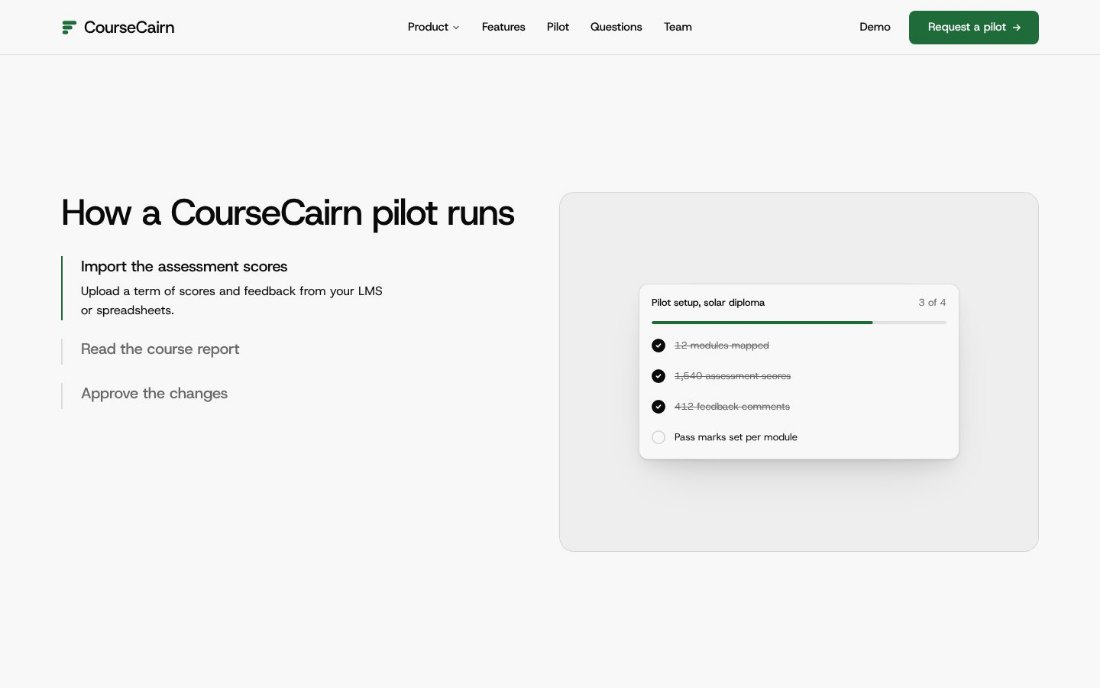 CourseCairn
Product
Features
Pilot
Questions
Team
Demo
Request a pilot →
How a CourseCairn pilot runs
Import the assessment scores
Upload a term of scores and feedback from your LMS
or spreadsheets.
Read the course report
Approve the changes
Pilot setup, solar diploma
3 of 4
12 modules mapped
1,540 assessment scores
412 feedback comments
Pass marks set per module